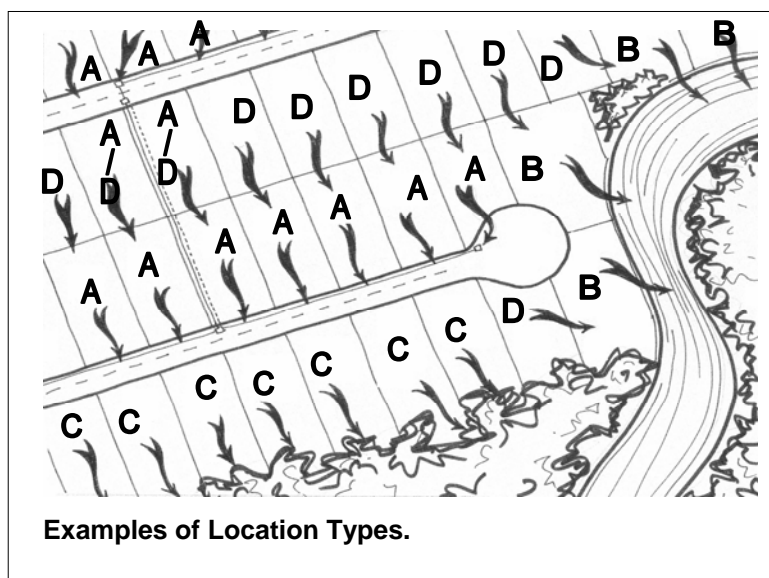 A A A
D A/D A/D D D D D D D B B
A A A A A A A B
C C C C C C C D B
Examples of Location Types.